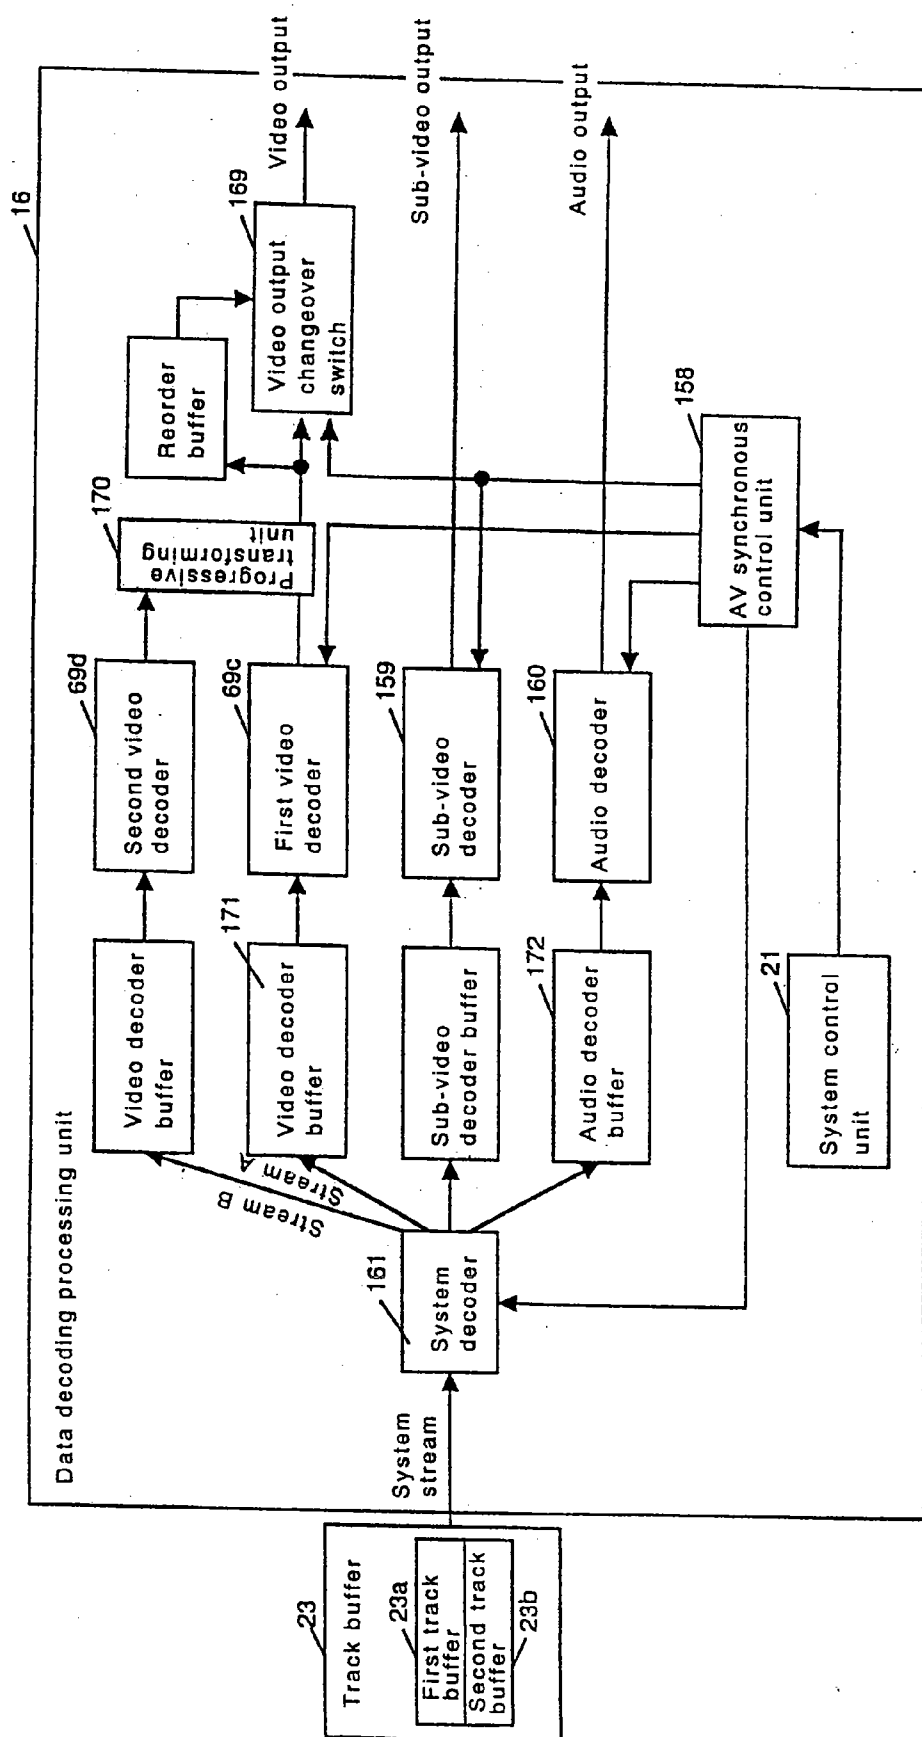 16
Data decoding processing unit
23
Track buffer
23a
First track
buffer
Second track
buffer
23b
System
stream
161
System
decoder
Stream B
Stream A
Video decoder
buffer
69d
Second video
decoder
170
Progressive
transforming
unit
Reorder
buffer
169
Video output
changeover
switch
Video output
171
Video decoder
buffer
69c
First video
decoder
Sub-video
decoder buffer
159
Sub-video
decoder
Sub-video output
172
Audio decoder
buffer
160
Audio decoder
Audio output
21
System control
unit
158
AV synchronous
control unit